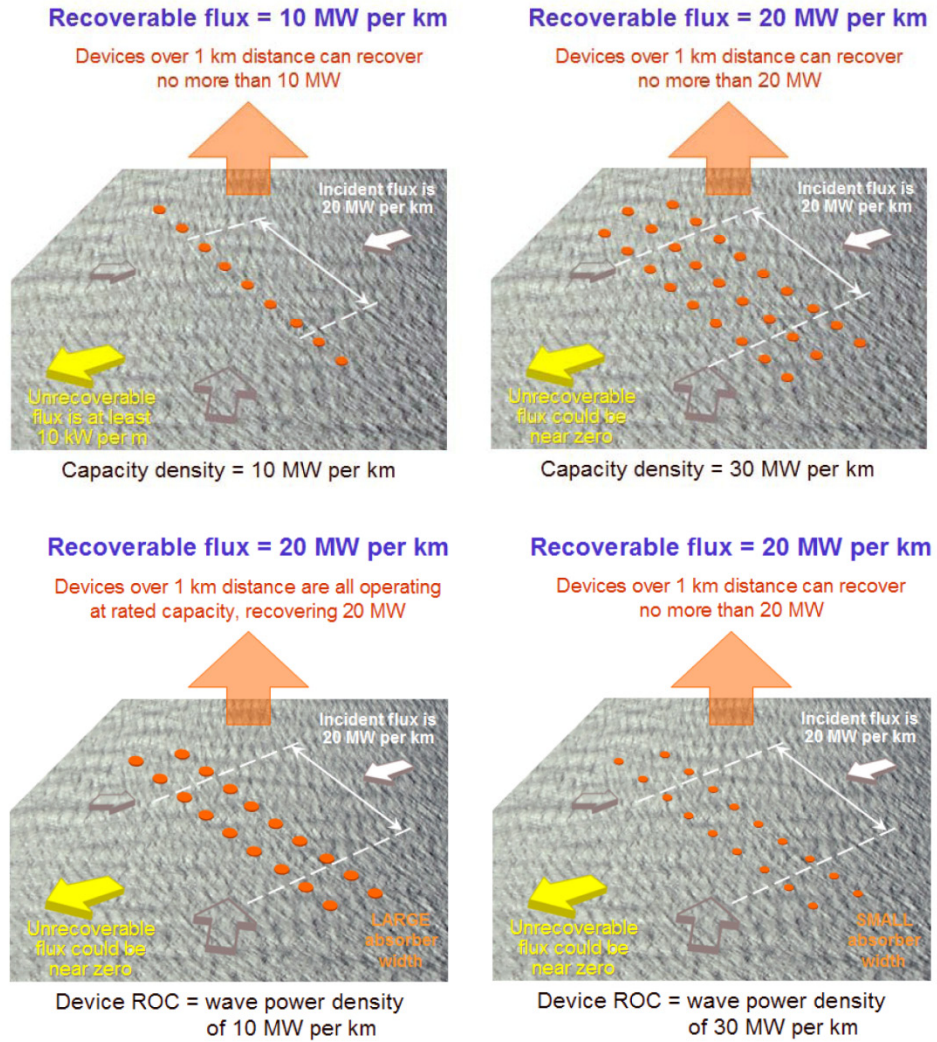 Recoverable flux = 10 MW per km
Devices over 1 km distance can recover
no more than 10 MW
Incident flux is
20 MW per km
Unrecoverable
flux is at least
10 kW per m
Capacity density = 10 MW per km
Recoverable flux = 20 MW per km
Devices over 1 km distance can recover
no more than 20 MW
Incident flux is
20 MW per km
Unrecoverable
flux could be
near zero
Capacity density = 30 MW per km
Recoverable flux = 20 MW per km
Devices over 1 km distance are all operating
at rated capacity, recovering 20 MW
Incident flux is
20 MW per km
Unrecoverable
flux could be
near zero
LARGE
absorber
width
Device ROC = wave power density
of 10 MW per km
Recoverable flux = 20 MW per km
Devices over 1 km distance can recover
no more than 20 MW
Incident flux is
20 MW per km
Unrecoverable
flux could be
near zero
SMALL
absorber
width
Device ROC = wave power density
of 30 MW per km